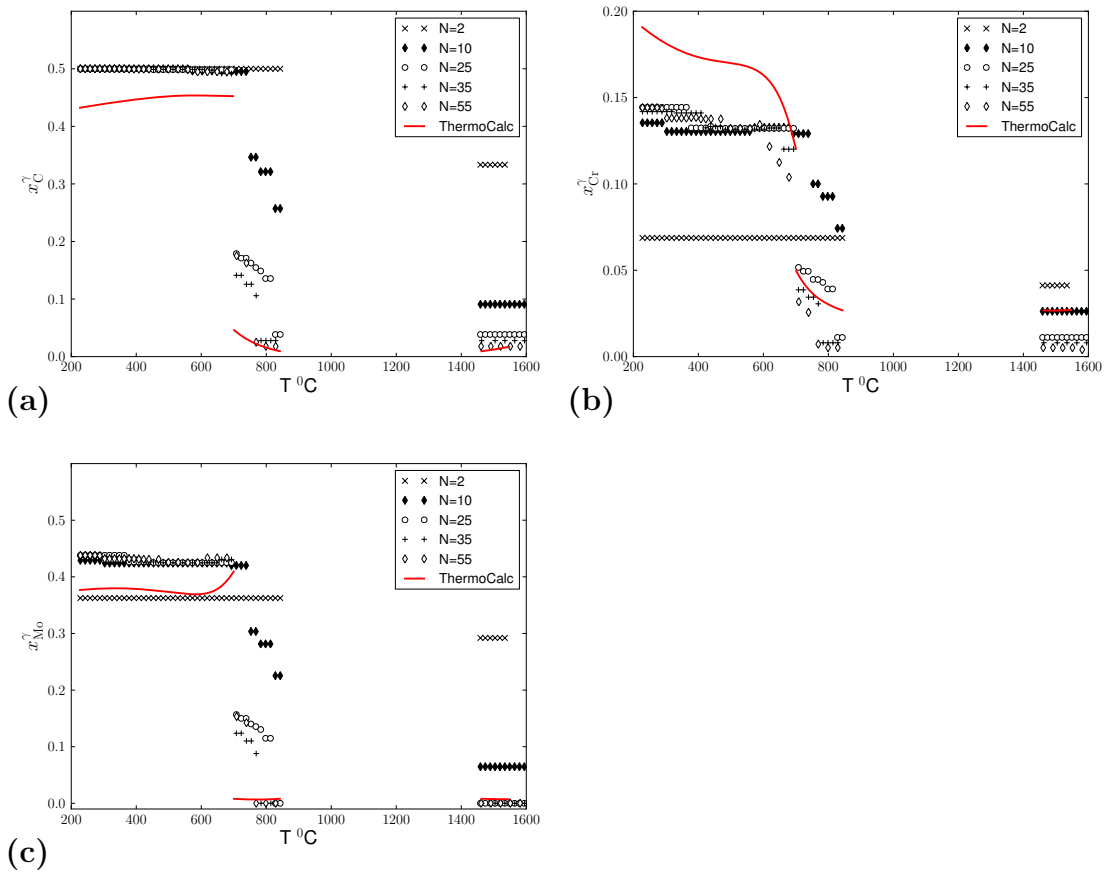 0.5
0.4
0.3
0.2
0.1
0.0
200 400 600 800 1000 1200 1400 1600
x_C^γ
T ⁰C
N=2
N=10
N=25
N=35
N=55
ThermoCalc
(a)
0.20
0.15
0.10
0.05
0.00
200 400 600 800 1000 1200 1400 1600
x_Cr^γ
T ⁰C
N=2
N=10
N=25
N=35
N=55
ThermoCalc
(b)
0.5
0.4
0.3
0.2
0.1
0.0
200 400 600 800 1000 1200 1400 1600
x_Mo^γ
T ⁰C
N=2
N=10
N=25
N=35
N=55
ThermoCalc
(c)